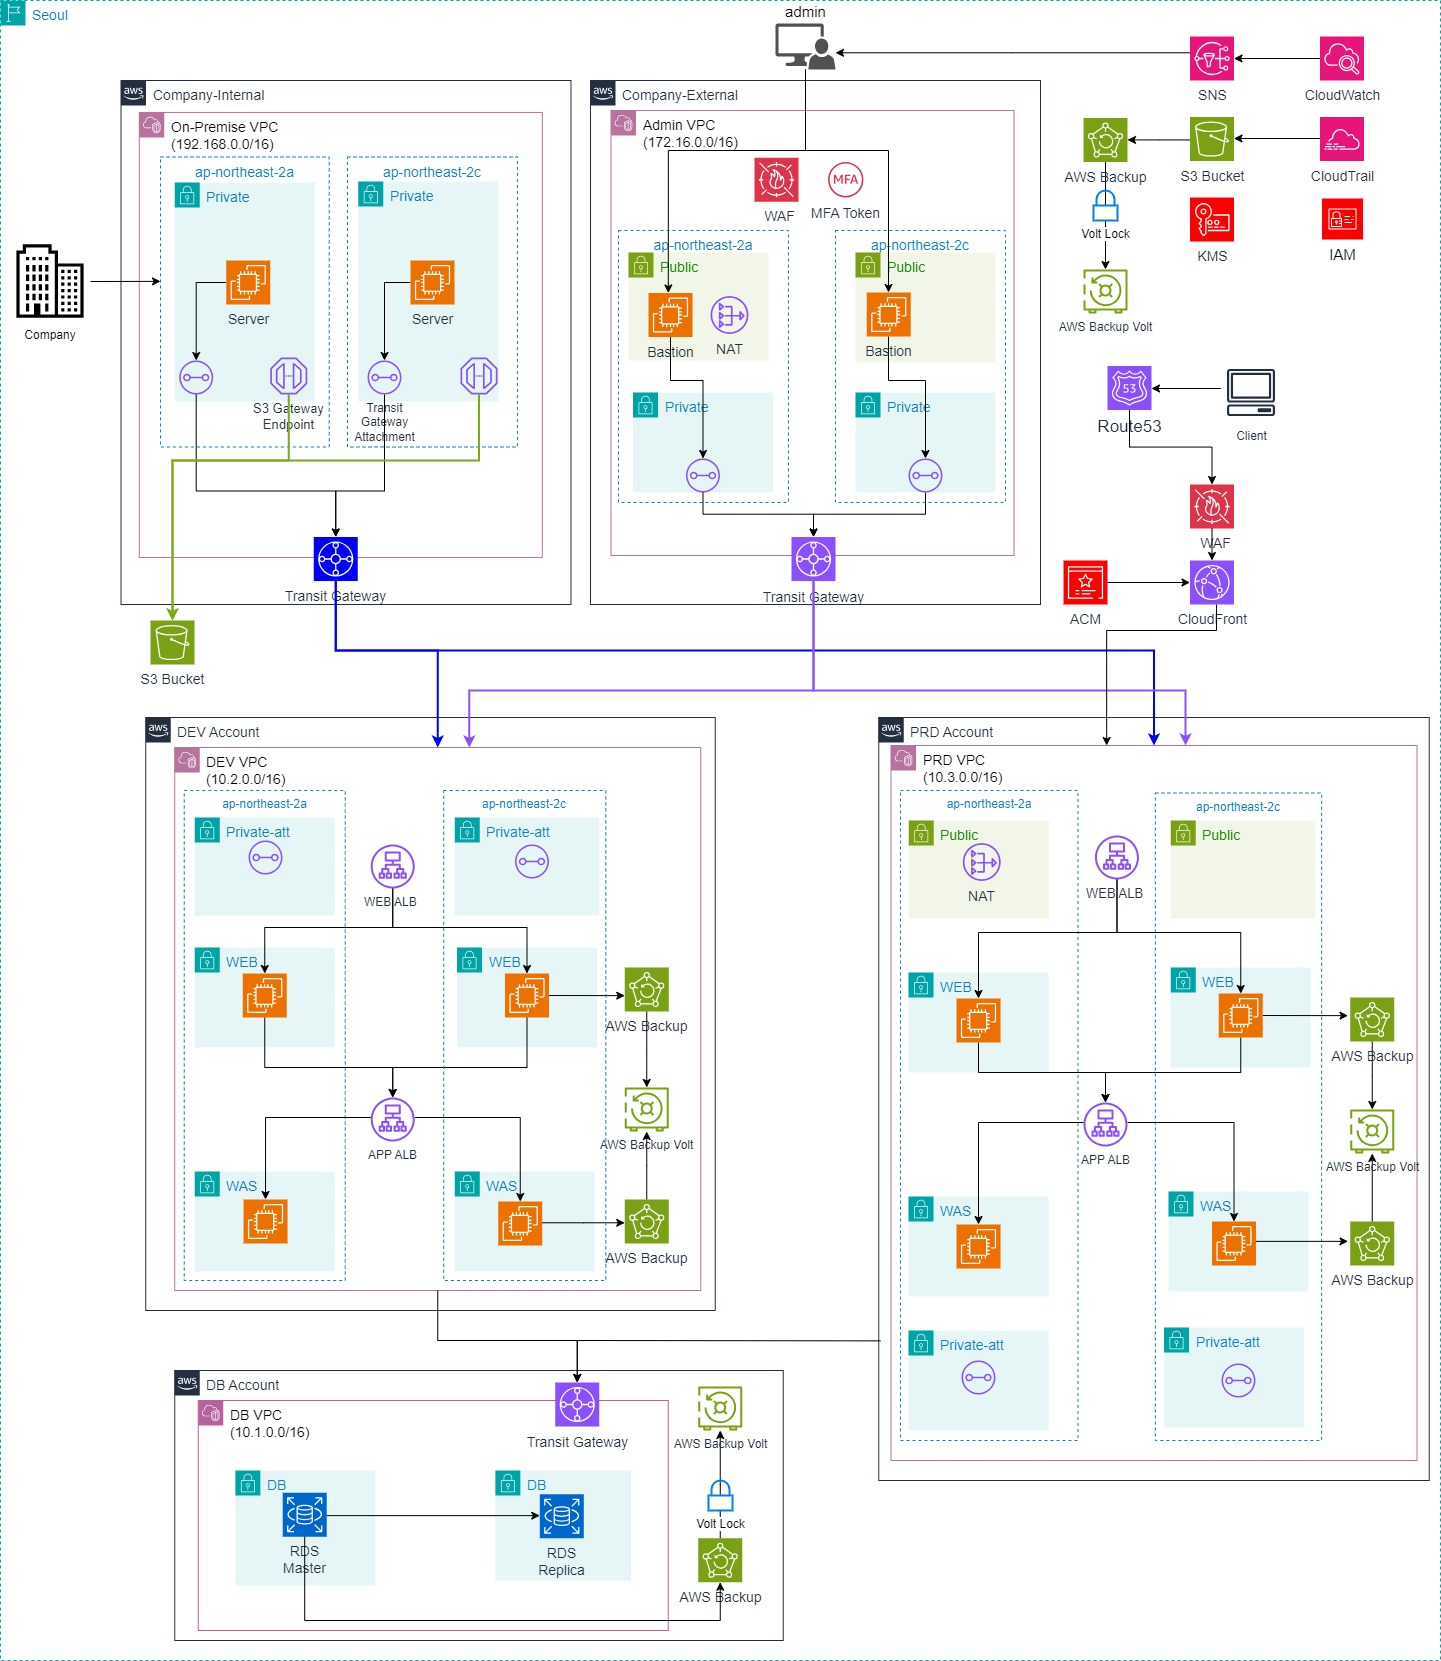 Seoul
admin
SNS
CloudWatch
aws
Company-Internal
On-Premise VPC
(192.168.0.0/16)
ap-northeast-2a
Private
Server
S3 Gateway
Endpoint
ap-northeast-2c
Private
Server
Transit
Gateway
Attachment
Company
Transit Gateway
S3 Bucket
aws
Company-External
Admin VPC
(172.16.0.0/16)
WAF
MFA
MFA Token
ap-northeast-2a
Public
Bastion
NAT
Private
ap-northeast-2c
Public
Bastion
Private
Transit Gateway
AWS Backup
S3 Bucket
CloudTrail
Volt Lock
KMS
IAM
AWS Backup Volt
53
Route53
Client
WAF
ACM
CloudFront
aws
DEV Account
DEV VPC
(10.2.0.0/16)
ap-northeast-2a
Private-att
ap-northeast-2c
Private-att
WEB ALB
WEB
WEB
AWS Backup
AWS Backup Volt
APP ALB
WAS
WAS
AWS Backup
aws
PRD Account
PRD VPC
(10.3.0.0/16)
ap-northeast-2a
Public
NAT
ap-northeast-2c
Public
WEB ALB
WEB
WEB
AWS Backup
AWS Backup Volt
APP ALB
WAS
WAS
AWS Backup
Private-att
Private-att
aws
DB Account
DB VPC
(10.1.0.0/16)
Transit Gateway
DB
RDS
Master
DB
RDS
Replica
AWS Backup Volt
Volt Lock
AWS Backup